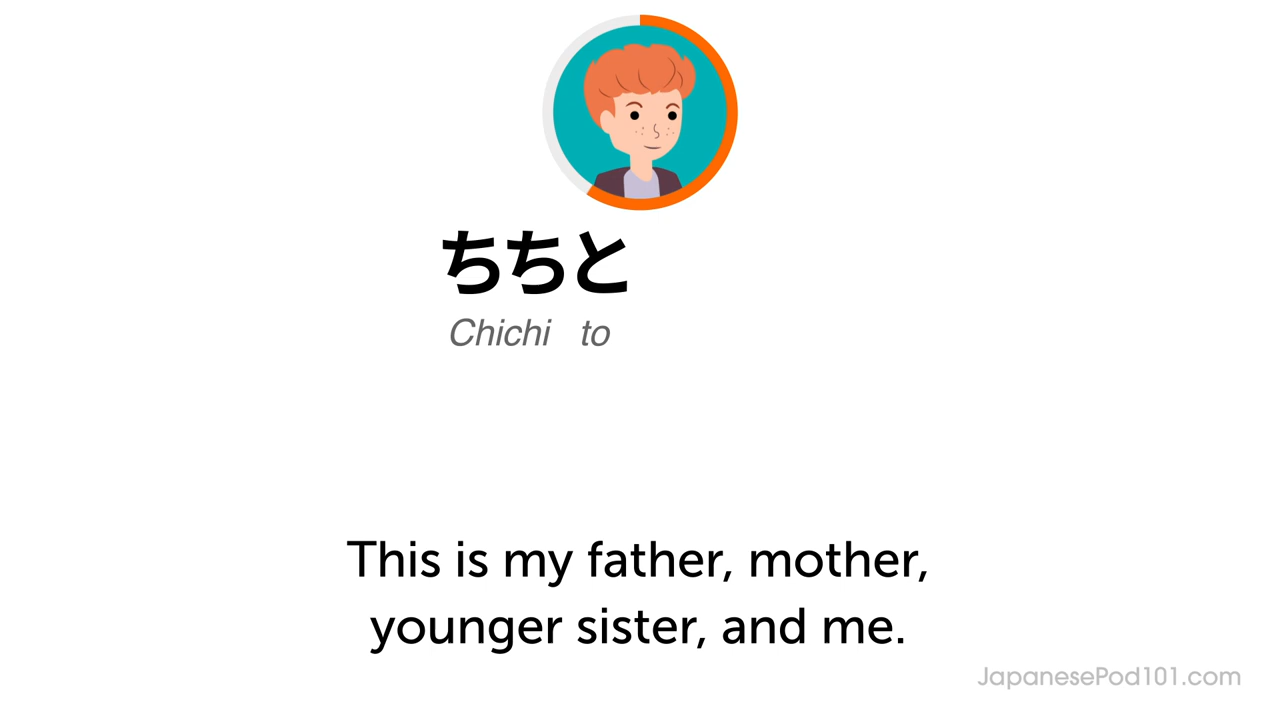 ちちと
Chichi to
This is my father, mother,
younger sister, and me.
JapanesePod101.com